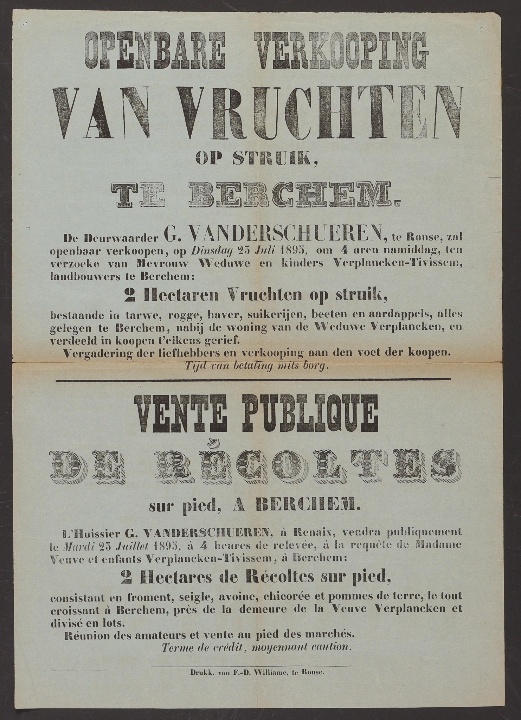 OPENBARE VERKOOPING
VAN VRUCHTEN
OP STRUIK,
TE BERCHEM.
De Deurwaarder G. VANDERSCHUEREN, te Ronse, zal
openbaar verkoopen, op Dinsdag 23 Juli 1895, om 4 uren namiddag, ten
verzoeke van Mevrouw Weduwe en kinders Verplancken-Tivissem,
landbouwers te Berchem:
2 Hectaren Vruchten op struik,
bestaande in tarwe, rogge, haver, suikerijen, beeten en aardappels, alles
gelegen te Berchem, nabij de woning van de Weduwe Verplancken, en
verdeeld in koopen t'eikens gerief.
Vergadering der liefhebbers en verkooping aan den voet der koopen.
Tijd van betaling mits borg.
VENTE PUBLIQUE
DE RÉCOLTES
sur pied, A BERCHEM.
L'Huissier G. VANDERSCHUEREN, à Renaix, vendra publiquement
le Mardi 23 Juillet 1895, à 4 heures de relevée, à la requête de Madame
Veuve et enfants Verplancken-Tivissem, à Berchem:
2 Hectares de Récoltes sur pied,
consistant en froment, seigle, avoine, chicorée et pommes de terre, le tout
croissant à Berchem, près de la demeure de la Veuve Verplancken et
divisé en lots.
Réunion des amateurs et vente au pied des marchés.
Terme de crédit, moyennant caution.
Drukk. van F.-D. Williame, te Ronse.